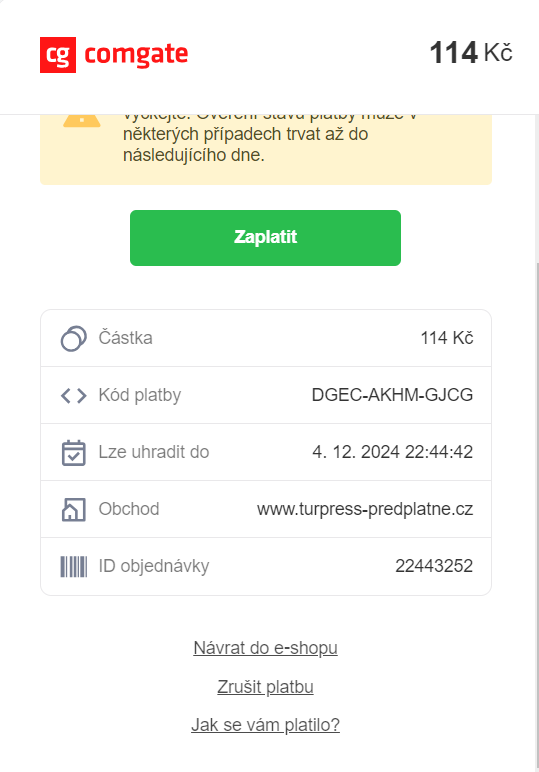 cg comgate
114 Kč
vyčkejte. Ověření stavu platby může v
některých případech trvat až do
následujícího dne.
Zaplatit
Částka 114 Kč
Kód platby DGEC-AKHM-GJCG
Lze uhradit do 4. 12. 2024 22:44:42
Obchod www.turpress-predplatne.cz
ID objednávky 22443252
Návrat do e-shopu
Zrušit platbu
Jak se vám platilo?